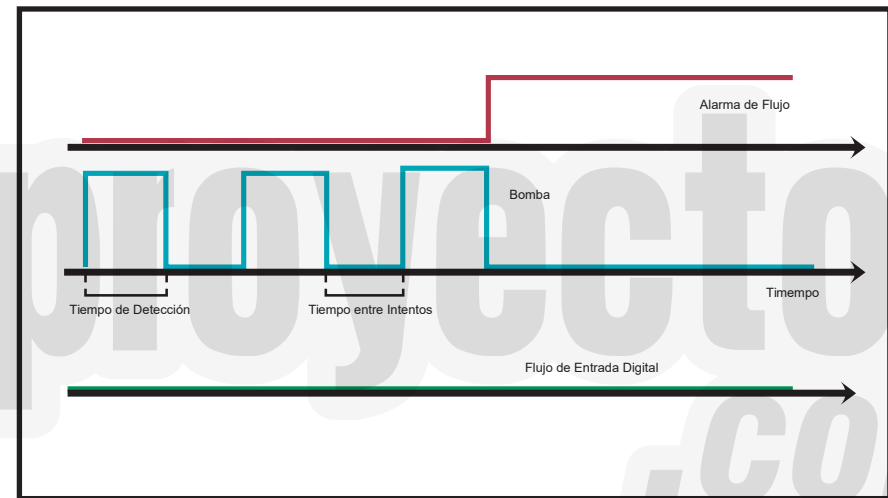 Alarma de Flujo
Bomba
Timempo
Tiempo de Detección
Tiempo entre Intentos
Flujo de Entrada Digital
proyecto
.co